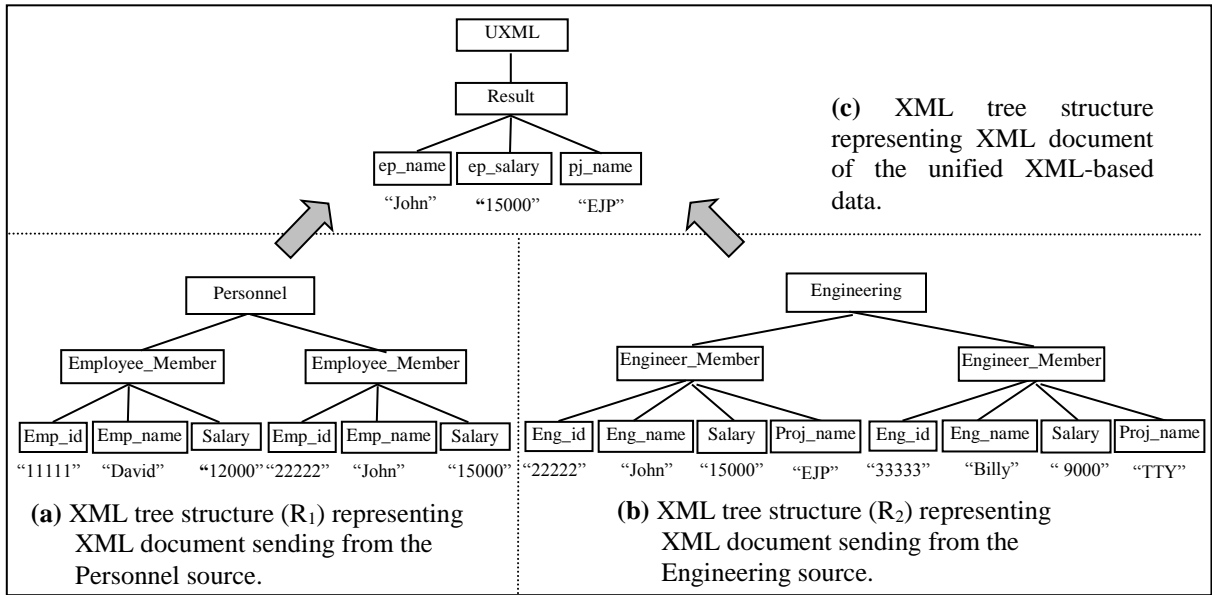 UXML
Result
ep_name ep_salary pj_name
“John” “15000” “EJP”
(c) XML tree structure
representing XML document
of the unified XML-based
data.
Personnel
Employee_Member Employee_Member
Emp_id Emp_name Salary Emp_id Emp_name Salary
“11111” “David” “12000” “22222” “John” “15000”
(a) XML tree structure (R1) representing
XML document sending from the
Personnel source.
Engineering
Engineer_Member Engineer_Member
Eng_id Eng_name Salary Proj_name Eng_id Eng_name Salary Proj_name
“22222” “John” “15000” “EJP” “33333” “Billy” “ 9000” “TTY”
(b) XML tree structure (R2) representing
XML document sending from the
Engineering source.